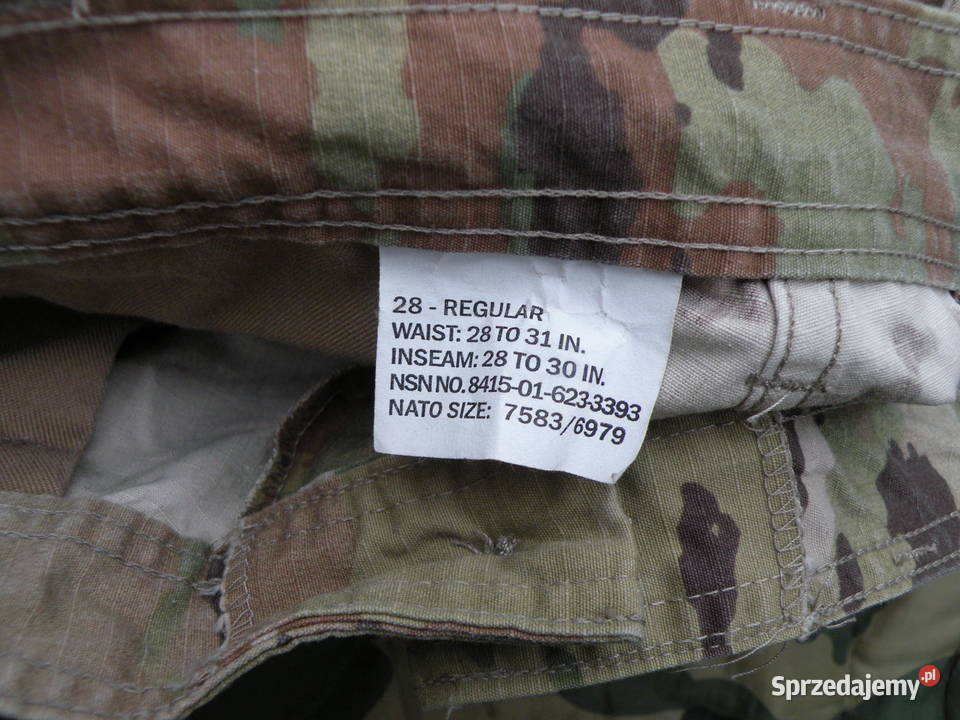 28 - REGULAR
WAIST: 28 TO 31 IN.
INSEAM: 28 TO 30 IN.
NSN NO. 8415-01-623-3393
NATO SIZE: 7583/6979
Sprzedajemy.pl